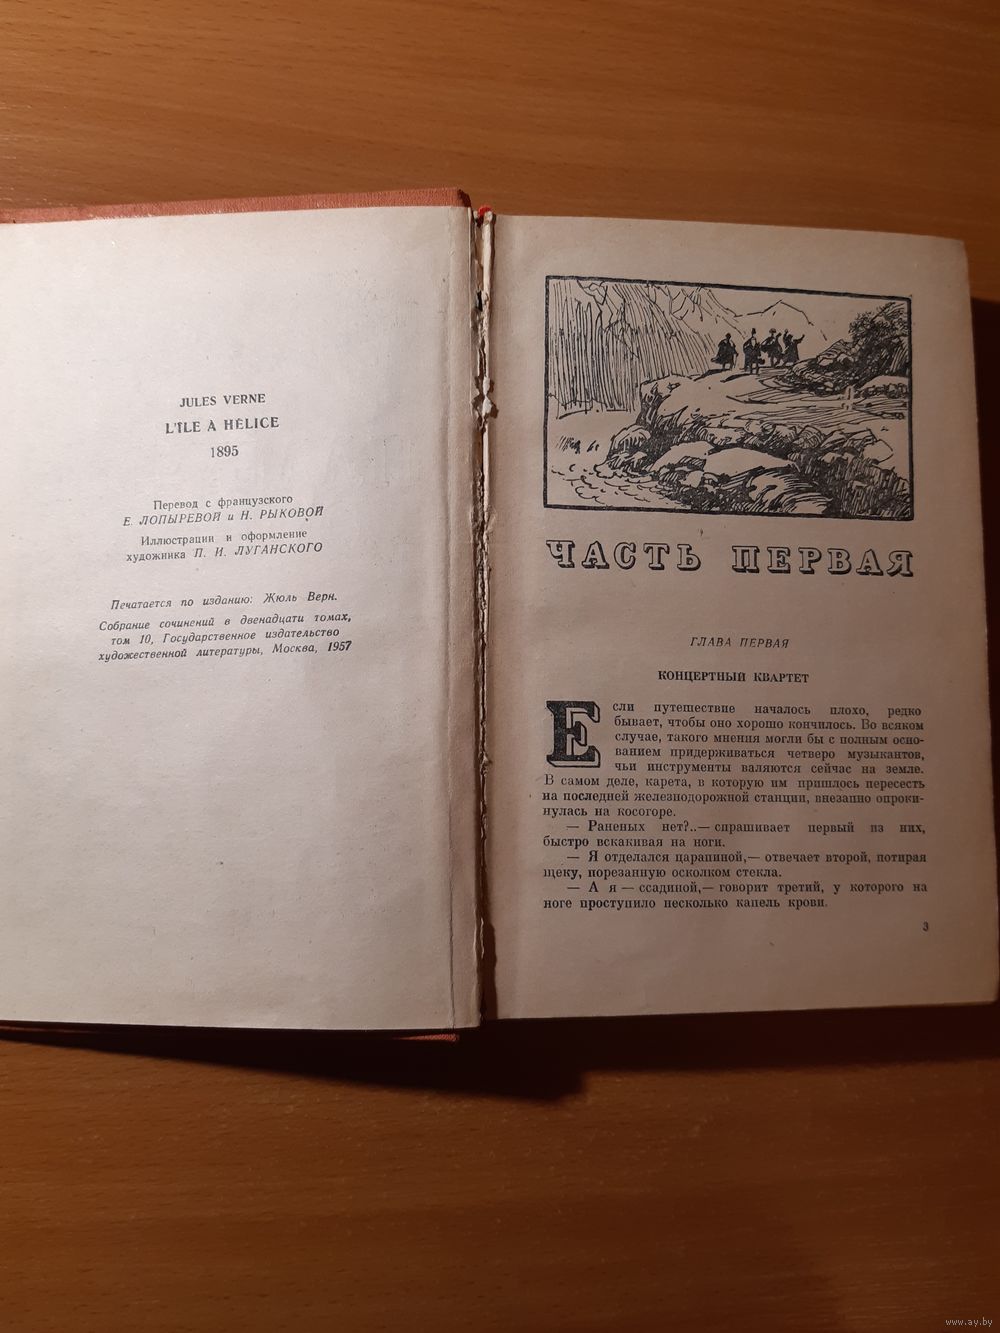 JULES VERNE
L'ÎLE À HÉLICE
1895
Перевод с французского
Е. ЛОПЫРЕВОЙ и Н. РЫКОВОЙ
Иллюстрации и оформление
художника П. И. ЛУГАНСКОГО
Печатается по изданию: Жюль Верн.
Собрание сочинений в двенадцати томах,
том 10, Государственное издательство
художественной литературы, Москва, 1957
ЧАСТЬ ПЕРВАЯ
ГЛАВА ПЕРВАЯ
КОНЦЕРТНЫЙ КВАРТЕТ
Если путешествие началось плохо, редко
бывает, чтобы оно хорошо кончилось. Во всяком
случае, такого мнения могли бы с полным осно-
ванием придерживаться четверо музыкантов,
чьи инструменты валяются сейчас на земле.
В самом деле, карета, в которую им пришлось пересесть
на последней железнодорожной станции, внезапно опроки-
нулась на косогоре.
— Раненых нет?..— спрашивает первый из них,
быстро вскакивая на ноги.
— Я отделался царапиной,— отвечает второй, потирая
щеку, порезанную осколком стекла.
— А я — ссадиной,— говорит третий, у которого на
ноге проступило несколько капель крови.
3
www.ay.by